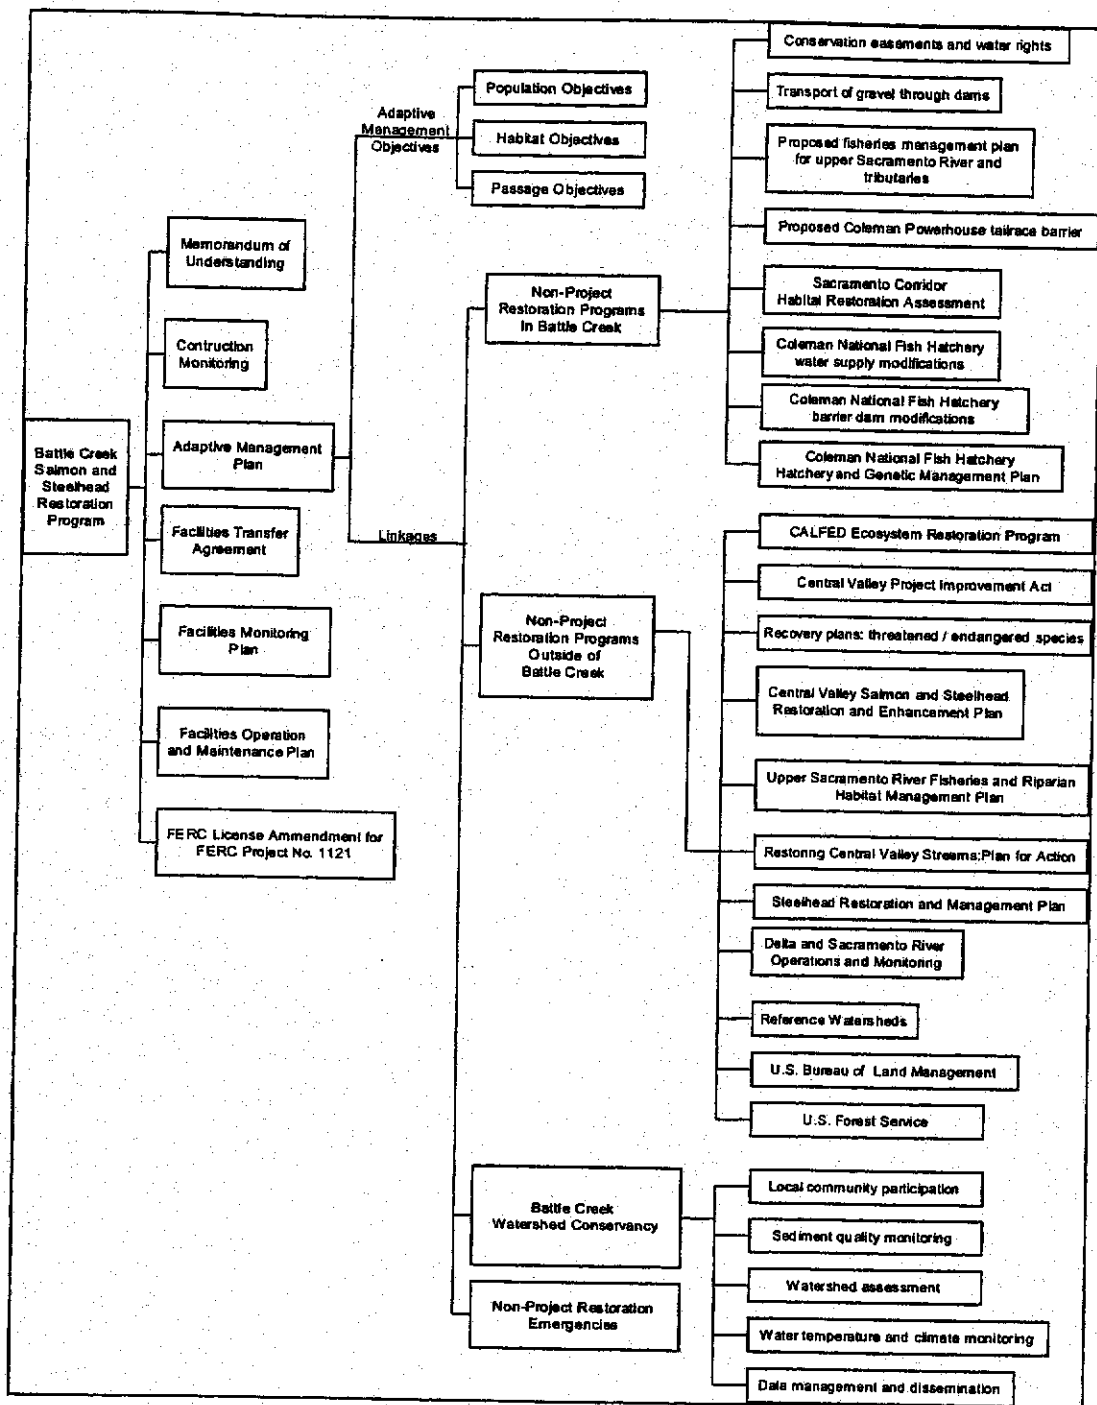 Battle Creek
Salmon and
Steelhead
Restoration
Program
Memorandum of
Understanding
Contruction
Monitoring
Adaptive Management
Plan
Facilities Transfer
Agreement
Facilities Monitoring
Plan
Facilities Operation
and Maintenance Plan
FERC License Ammendment for
FERC Project No. 1121
Adaptive
Management
Objectives
Linkages
Population Objectives
Habitat Objectives
Passage Objectives
Non-Project
Restoration Programs
In Battle Creek
Non-Project
Restoration Programs
Outside of
Battle Creek
Battle Creek
Watershed Conservancy
Non-Project Restoration
Emergencies
Conservation easements and water rights
Transport of gravel through dams
Proposed fisheries management plan
for upper Sacramento River and
tributaries
Proposed Coleman Powerhouse tailrace barrier
Sacramento Corridor
Habitat Restoration Assessment
Coleman National Fish Hatchery
water supply modifications
Coleman National Fish Hatchery
barrier dam modifications
Coleman National Fish Hatchery
Hatchery and Genetic Management Plan
CALFED Ecosystem Restoration Program
Central Valley Project Improvement Act
Recovery plans: threatened / endangered species
Central Valley Salmon and Steelhead
Restoration and Enhancement Plan
Upper Sacramento River Fisheries and Riparian
Habitat Management Plan
Restoring Central Valley Streams:Plan for Action
Steelhead Restoration and Management Plan
Delta and Sacramento River
Operations and Monitoring
Reference Watersheds
U.S. Bureau of Land Management
U.S. Forest Service
Local community participation
Sediment quality monitoring
Watershed assessment
Water temperature and climate monitoring
Data management and dissemination